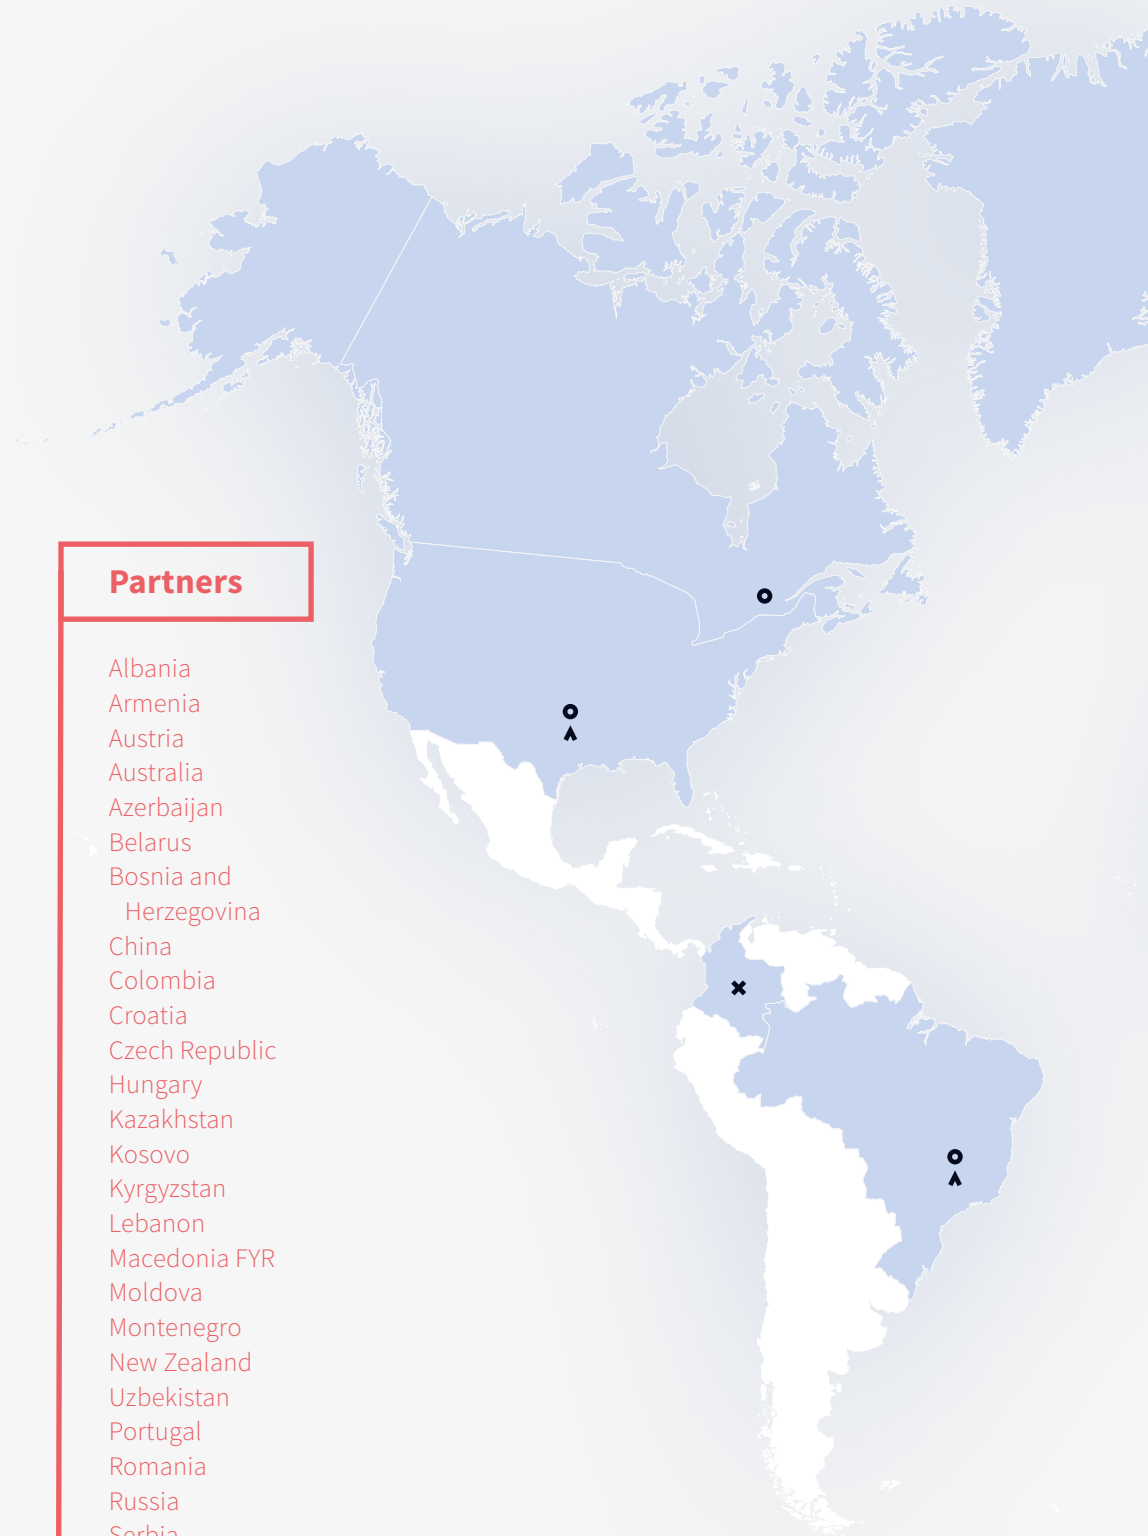 Partners
Albania
Armenia
Austria
Australia
Azerbaijan
Belarus
Bosnia and
Herzegovina
China
Colombia
Croatia
Czech Republic
Hungary
Kazakhstan
Kosovo
Kyrgyzstan
Lebanon
Macedonia FYR
Moldova
Montenegro
New Zealand
Uzbekistan
Portugal
Romania
Russia
Serbia